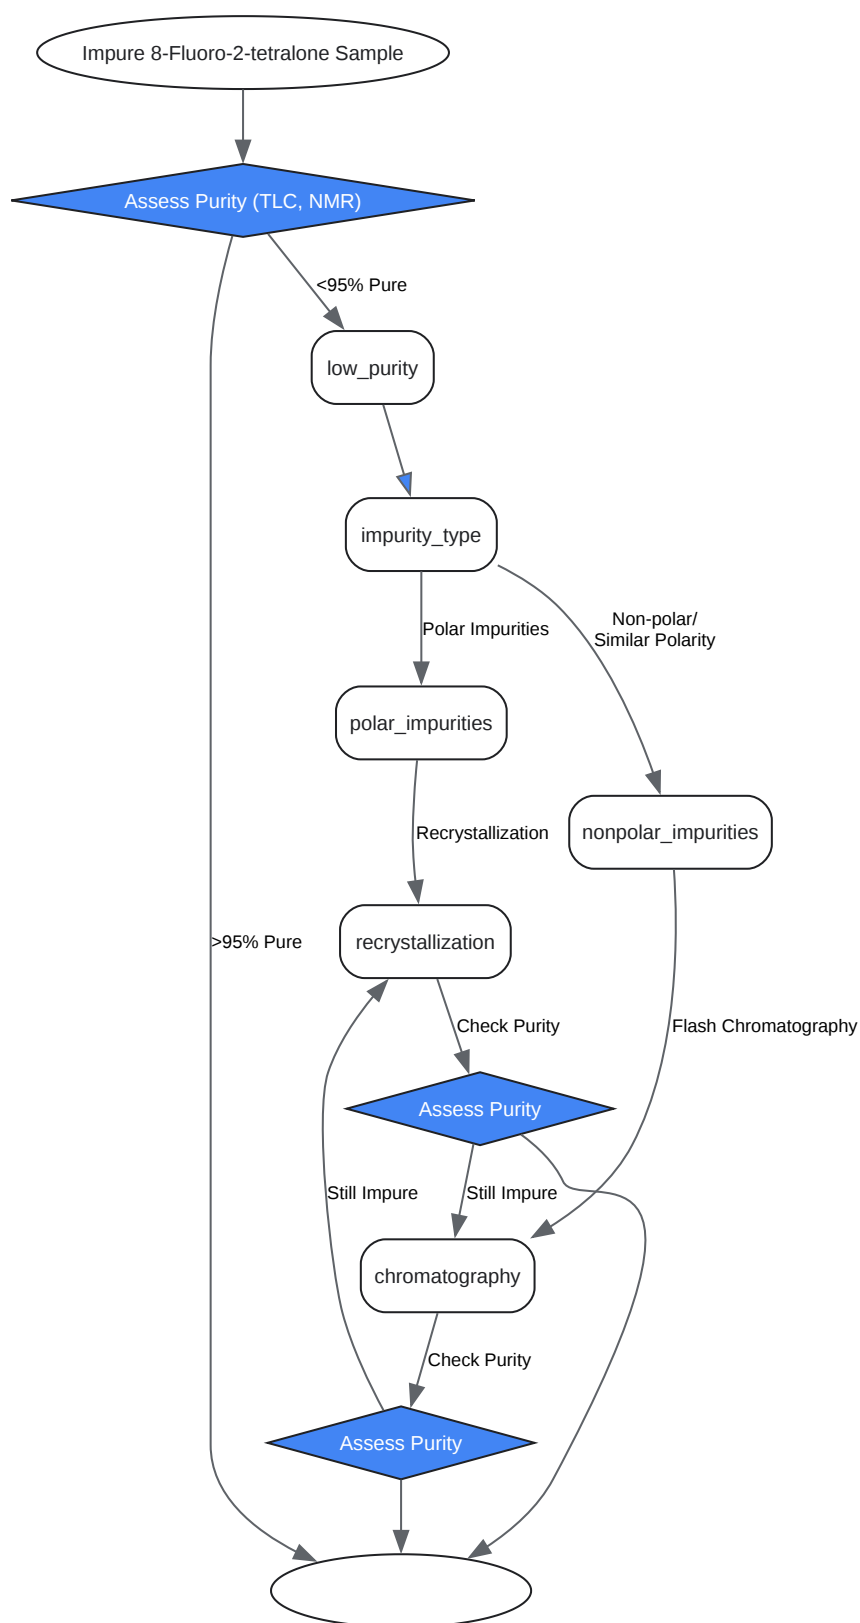 Impure 8-Fluoro-2-tetralone Sample
Assess Purity (TLC, NMR)
<95% Pure
low_purity
impurity_type
Polar Impurities
Non-polar/
Similar Polarity
polar_impurities
nonpolar_impurities
Recrystallization
recrystallization
>95% Pure
Check Purity
Flash Chromatography
Assess Purity
Still Impure
Still Impure
chromatography
Check Purity
Assess Purity